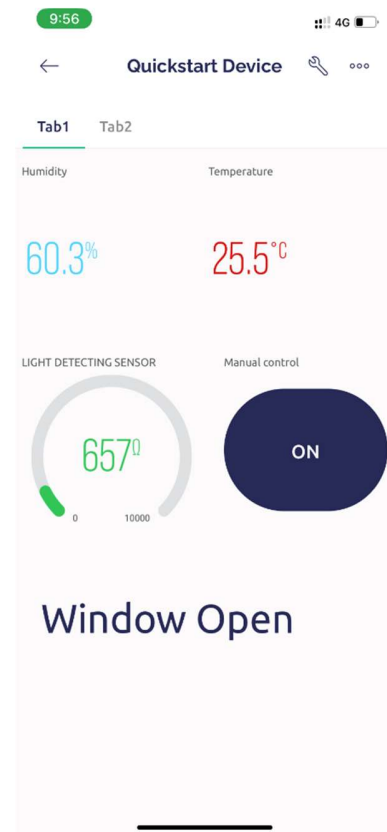 9:56
4G
Quickstart Device
Tab1 Tab2
Humidity Temperature
60.3% 25.5°C
LIGHT DETECTING SENSOR Manual control
657Ω ON
0 10000
Window Open